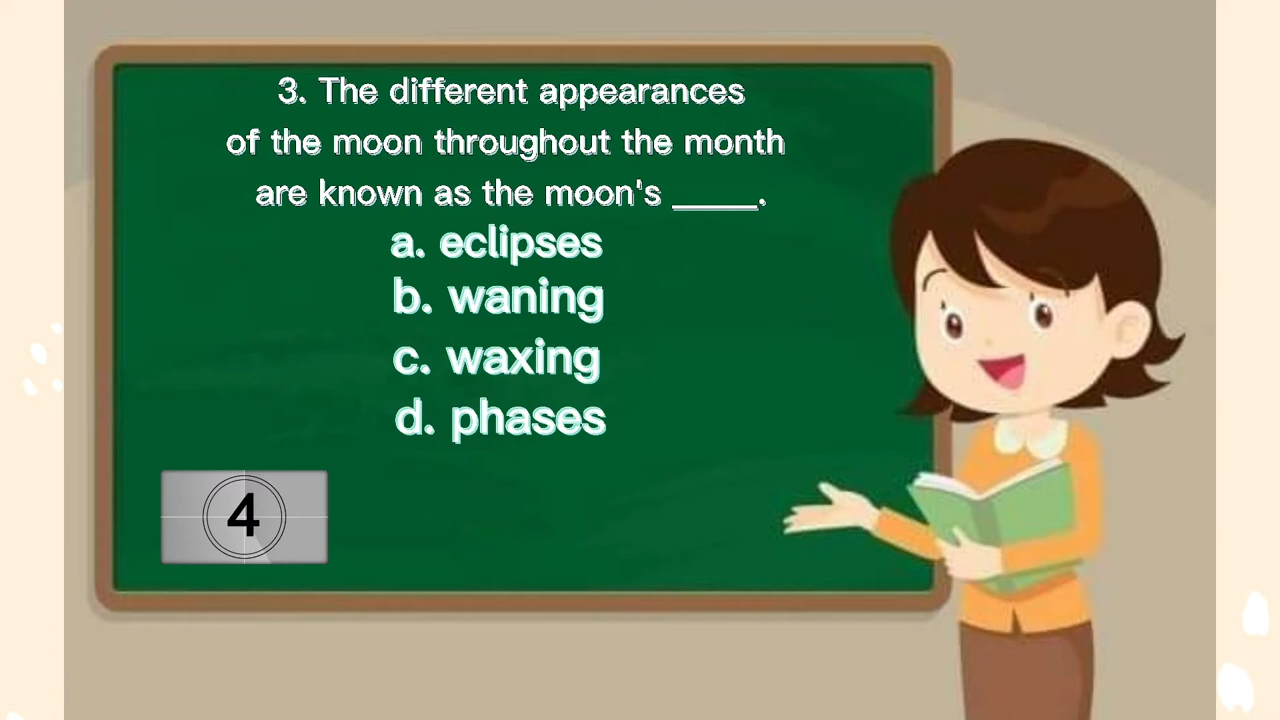 3. The different appearances
of the moon throughout the month
are known as the moon's _____.
a. eclipses
b. waning
c. waxing
d. phases
4